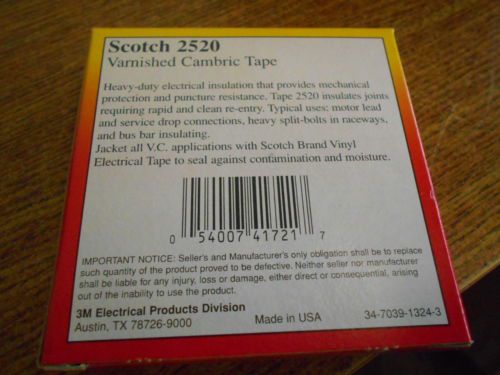 Scotch 2520
Varnished Cambric Tape
Heavy-duty electrical insulation that provides mechanical
protection and puncture resistance. Tape 2520 insulates joints
requiring rapid and clean re-entry. Typical uses: motor lead
and service drop connections, heavy split-bolts in raceways,
and bus bar insulating.
Jacket all V.C. applications with Scotch Brand Vinyl
Electrical Tape to seal against contamination and moisture.
0 54007 41721 7
IMPORTANT NOTICE: Seller's and Manufacturer's only obligation shall be to replace
such quantity of the product proved to be defective. Neither seller nor manufacturer
shall be liable for any injury, loss or damage, either direct or consequential, arising
out of the inability to use the product.
3M Electrical Products Division
Austin, TX 78726-9000 Made in USA 34-7039-1324-3